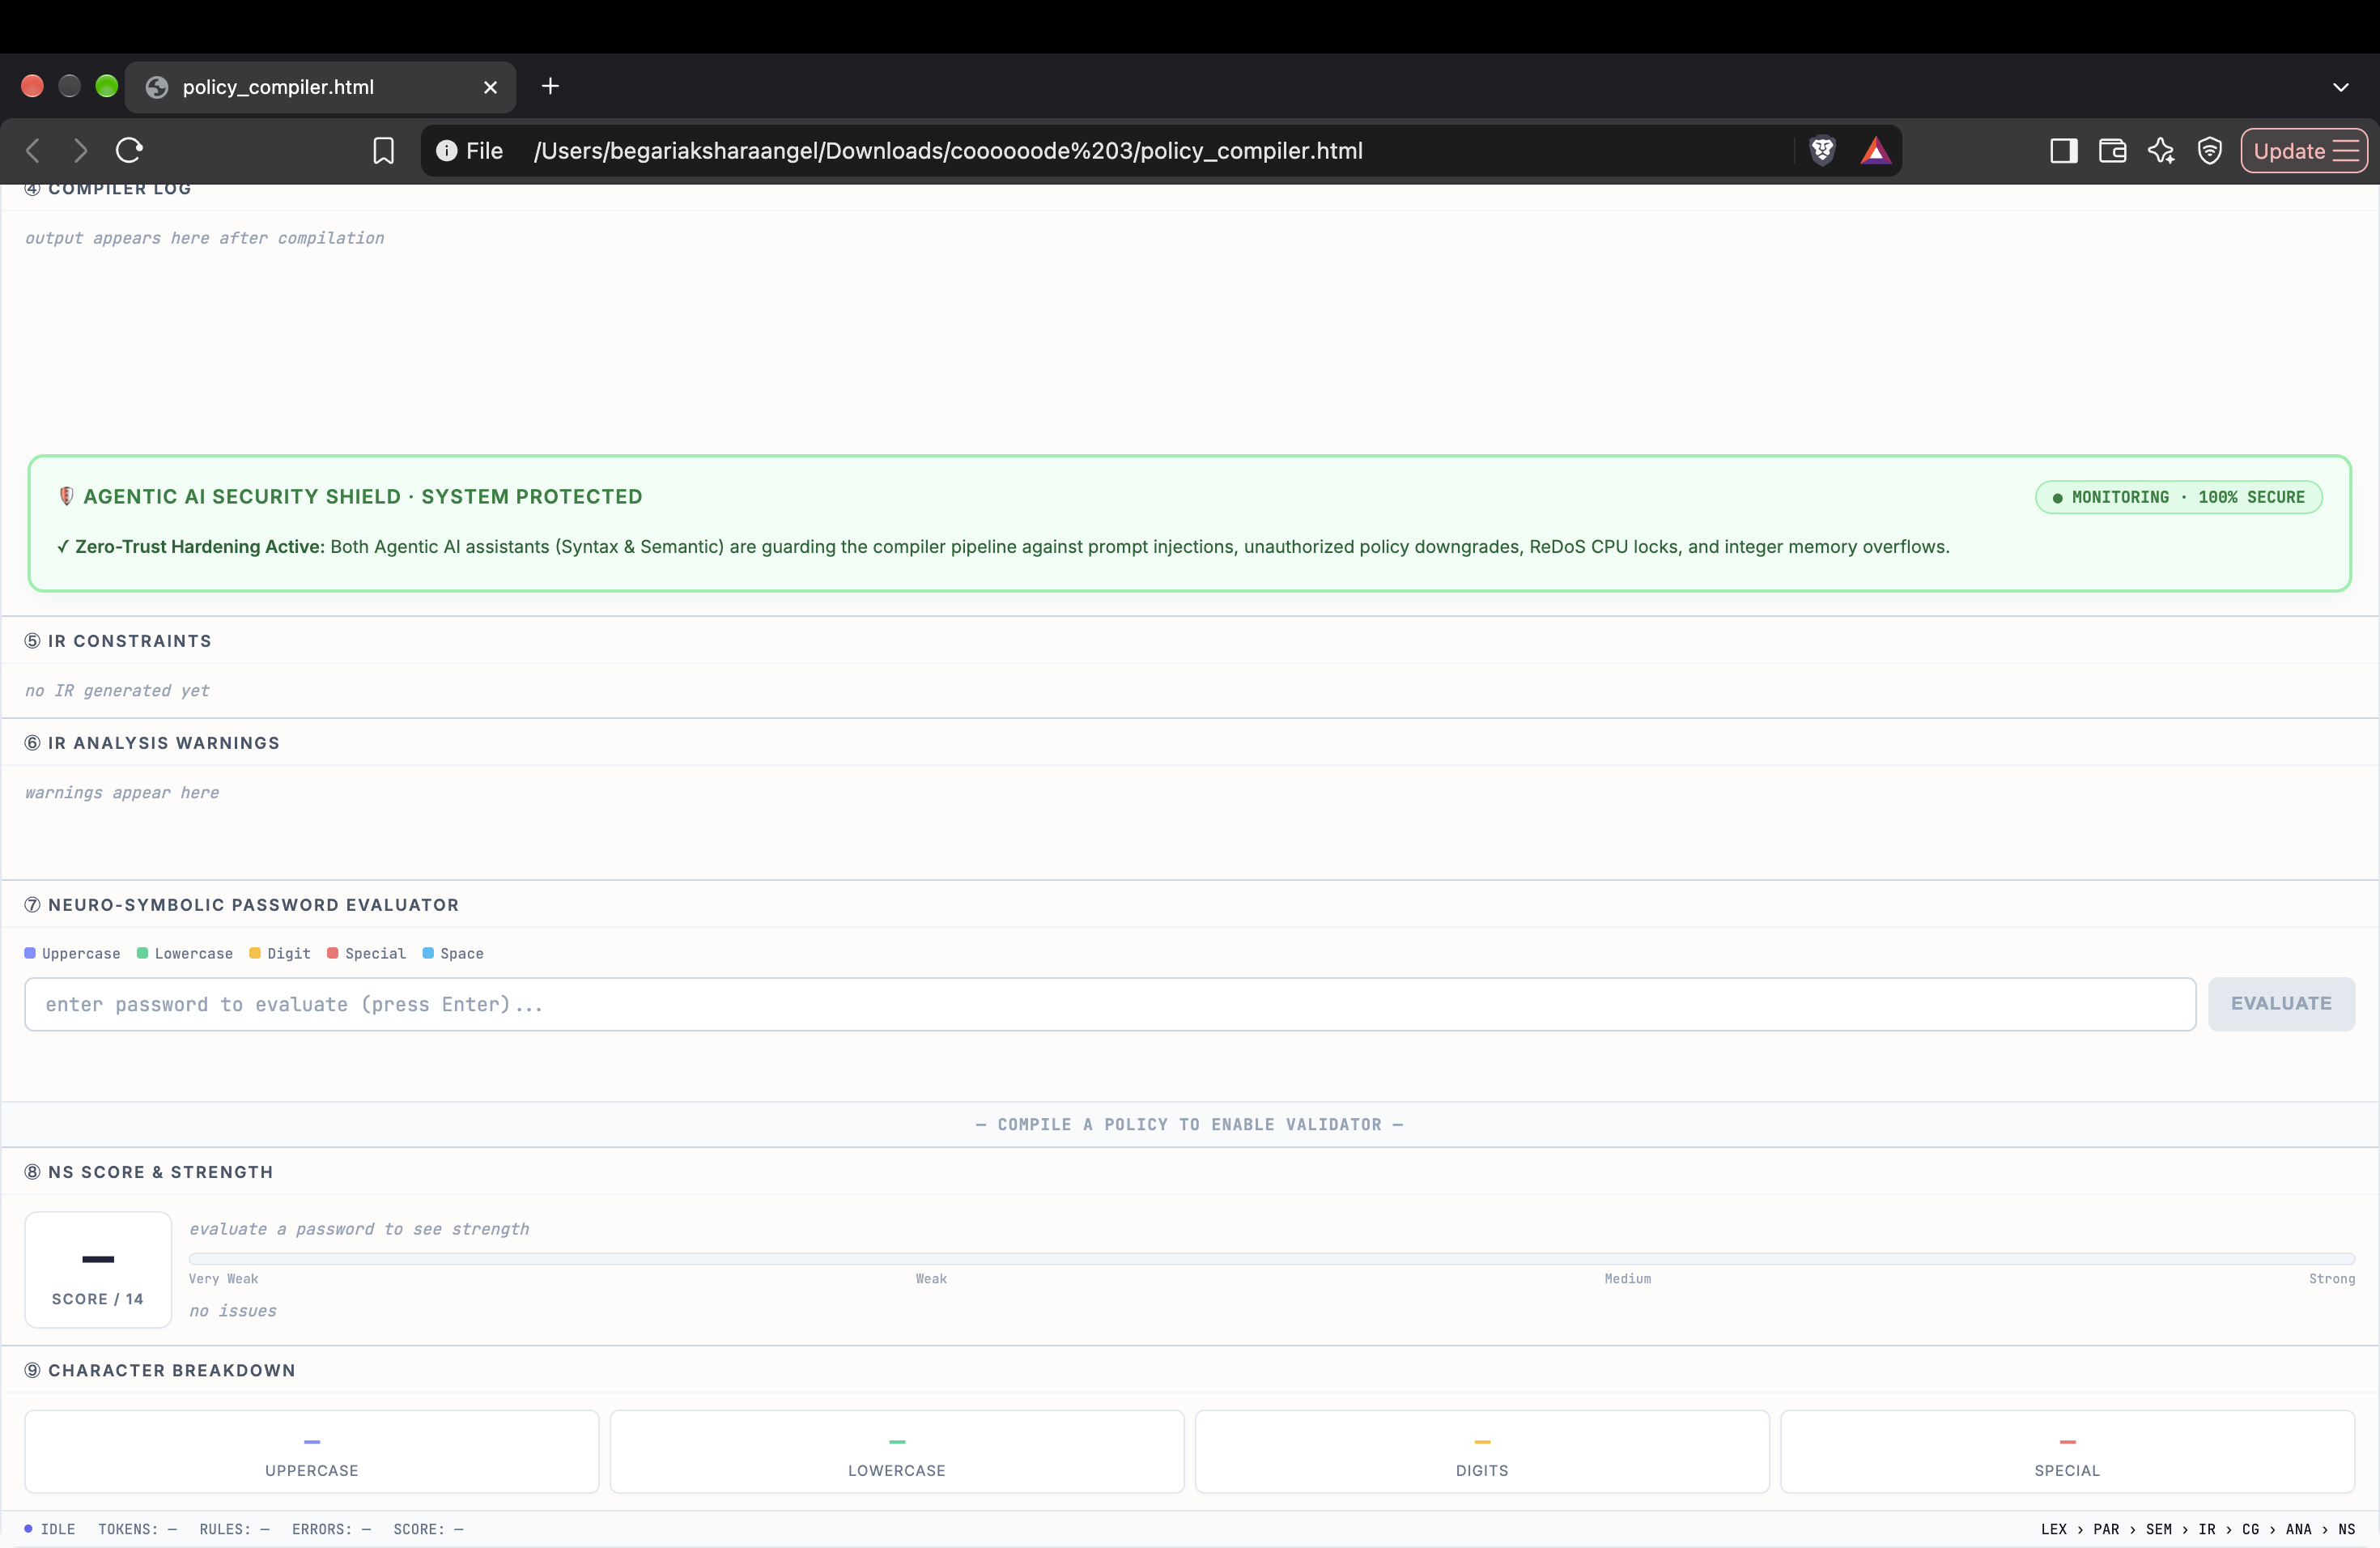 policy_compiler.html
File /Users/begariaksharaangel/Downloads/coooooode%203/policy_compiler.html
Update
④ COMPILER LOG
output appears here after compilation
AGENTIC AI SECURITY SHIELD · SYSTEM PROTECTED
● MONITORING · 100% SECURE
✓ Zero-Trust Hardening Active: Both Agentic AI assistants (Syntax & Semantic) are guarding the compiler pipeline against prompt injections, unauthorized policy downgrades, ReDoS CPU locks, and integer memory overflows.
⑤ IR CONSTRAINTS
no IR generated yet
⑥ IR ANALYSIS WARNINGS
warnings appear here
⑦ NEURO-SYMBOLIC PASSWORD EVALUATOR
Uppercase Lowercase Digit Special Space
enter password to evaluate (press Enter)...
EVALUATE
— COMPILE A POLICY TO ENABLE VALIDATOR —
⑧ NS SCORE & STRENGTH
—
SCORE / 14
evaluate a password to see strength
Very Weak Weak Medium Strong
no issues
⑨ CHARACTER BREAKDOWN
— — — —
UPPERCASE LOWERCASE DIGITS SPECIAL
IDLE TOKENS: — RULES: — ERRORS: — SCORE: —
LEX › PAR › SEM › IR › CG › ANA › NS